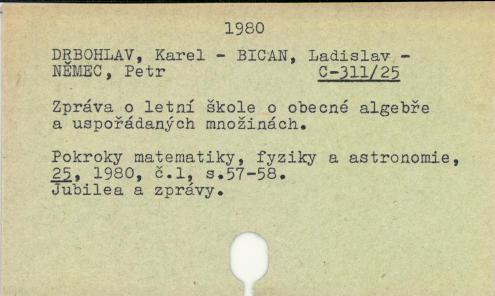 1980
DRBOHLAV, Karel - BICAN, Ladislav -
NĚMEC, Petr C-311/25
Zpráva o letní škole o obecné algebře
a uspořádaných množinách.
Pokroky matematiky, fyziky a astronomie,
25, 1980, č.1, s.57-58.
Jubilea a zprávy.